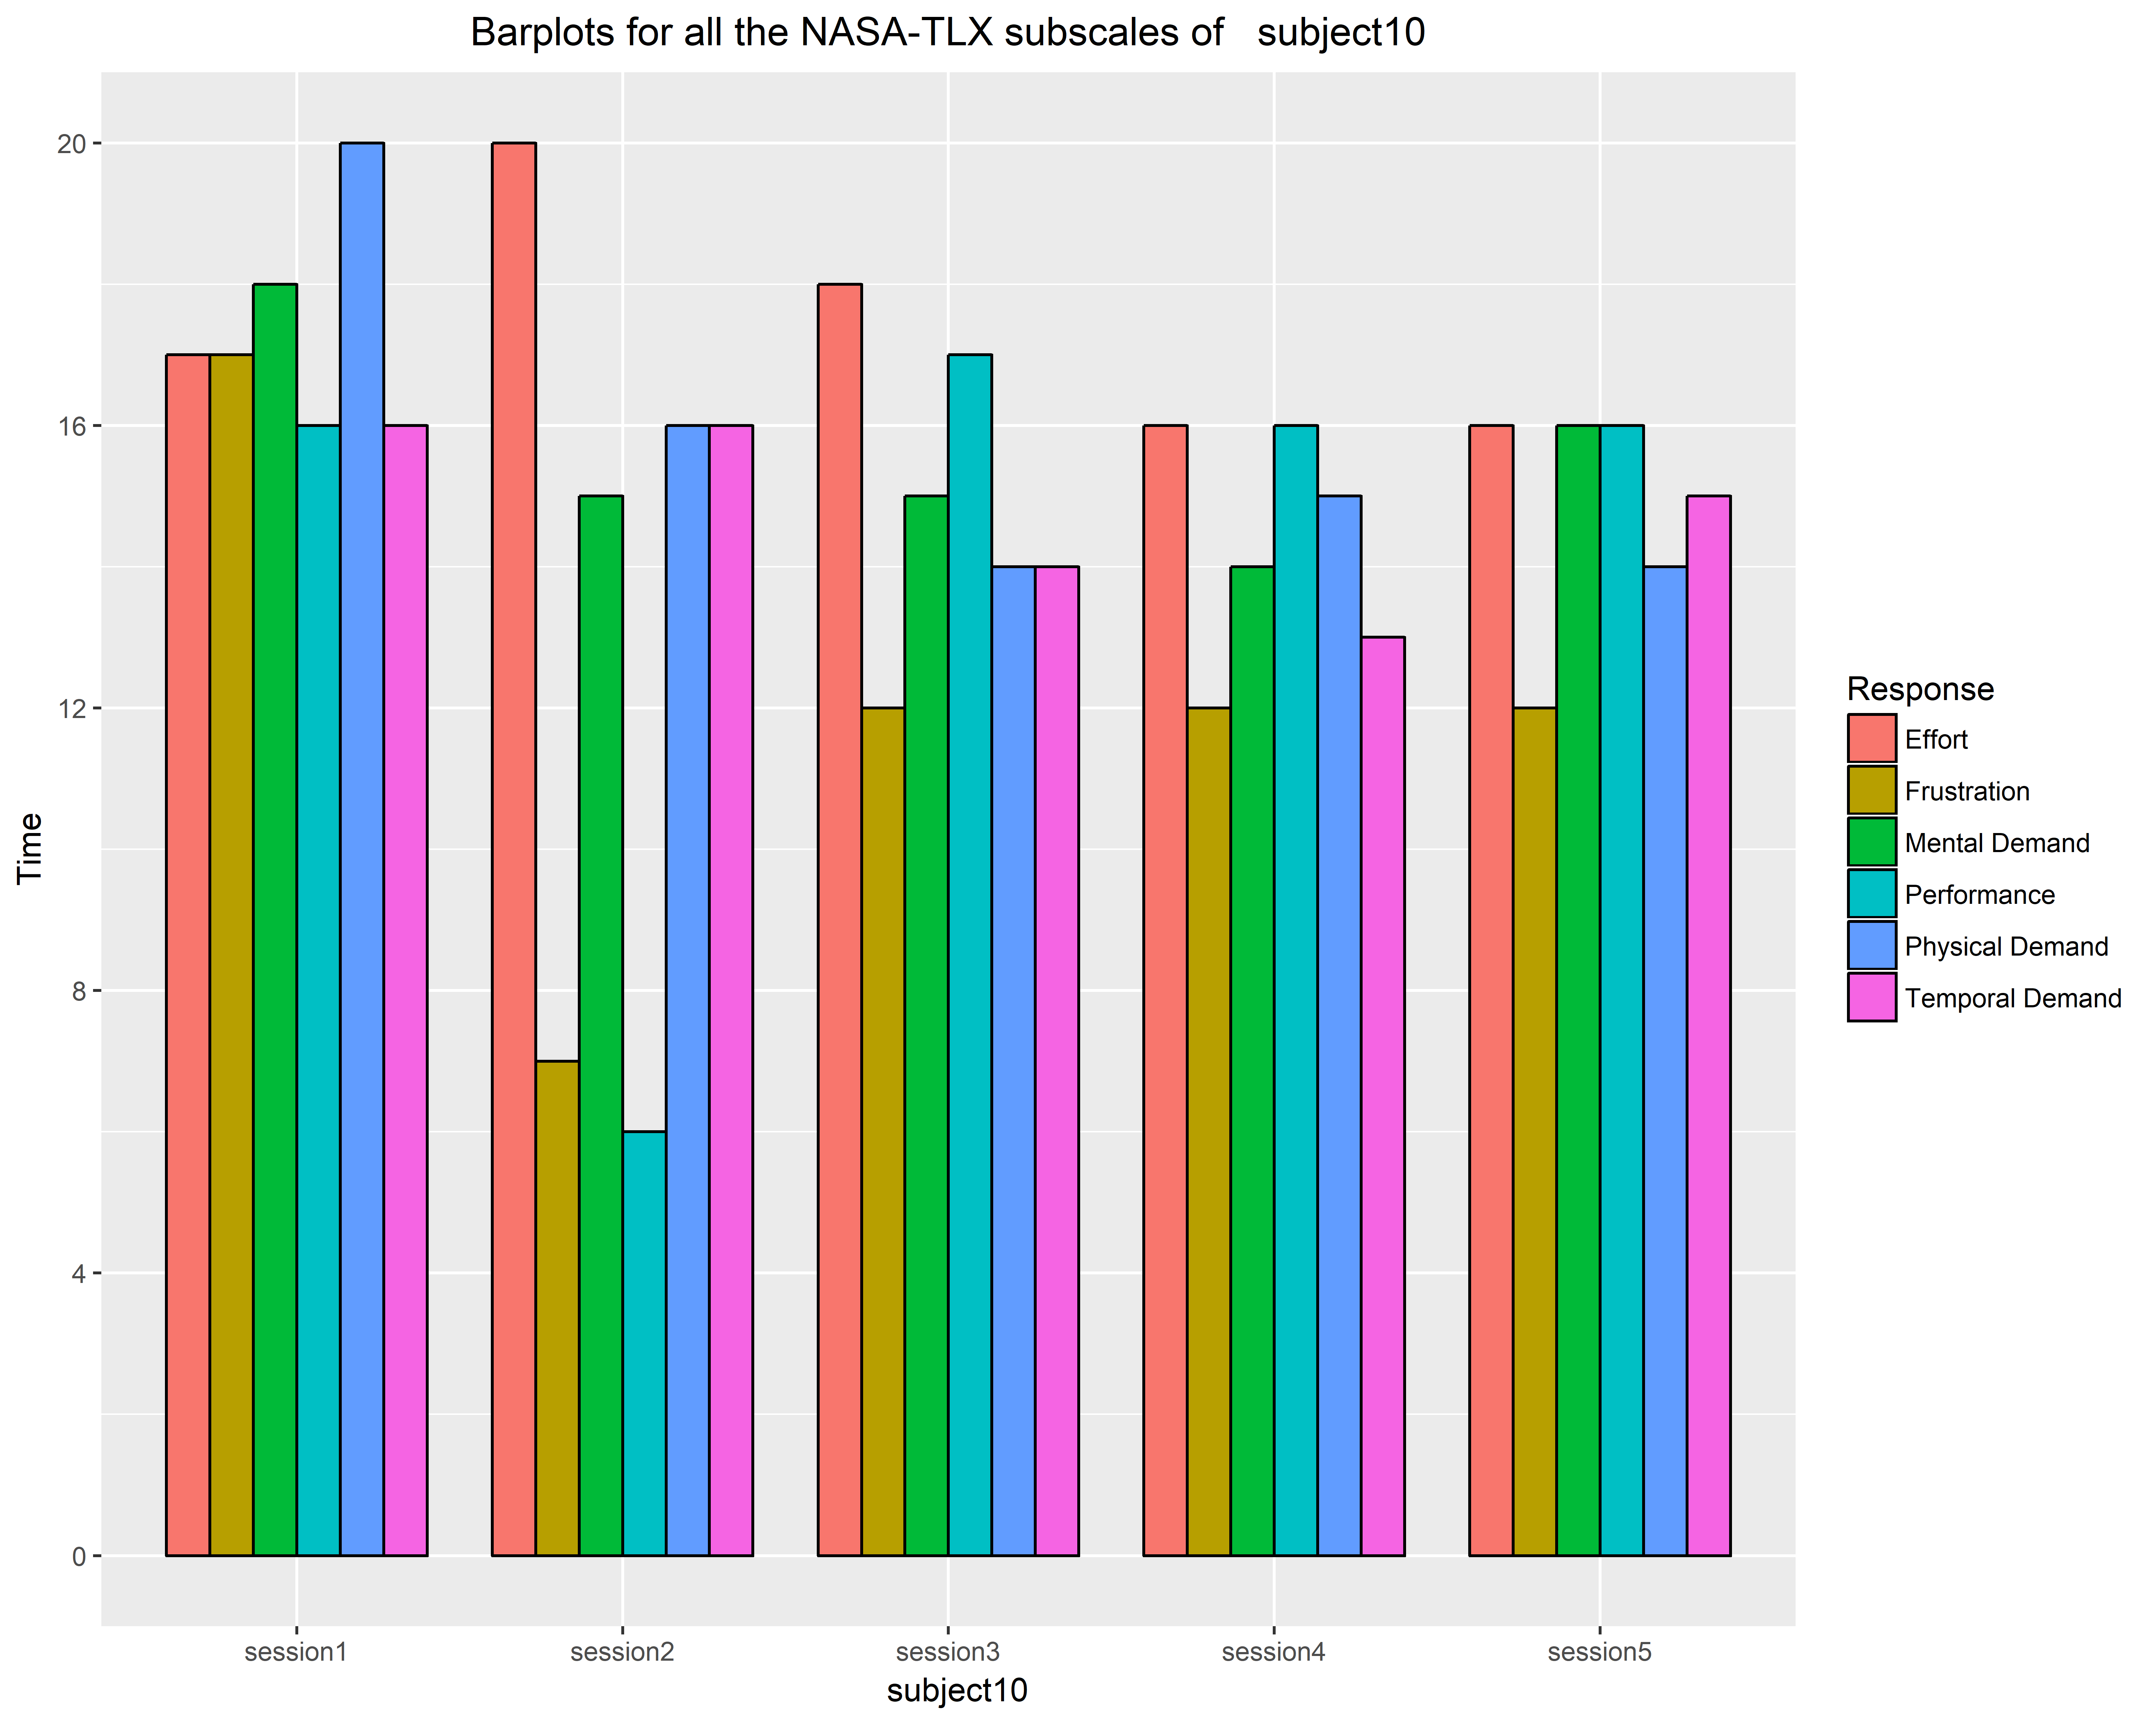 Barplots for all the NASA-TLX subscales of   subject10
Time
20
16
12
8
4
0
session1
session2
session3
session4
session5
subject10
Response
Effort
Frustration
Mental Demand
Performance
Physical Demand
Temporal Demand